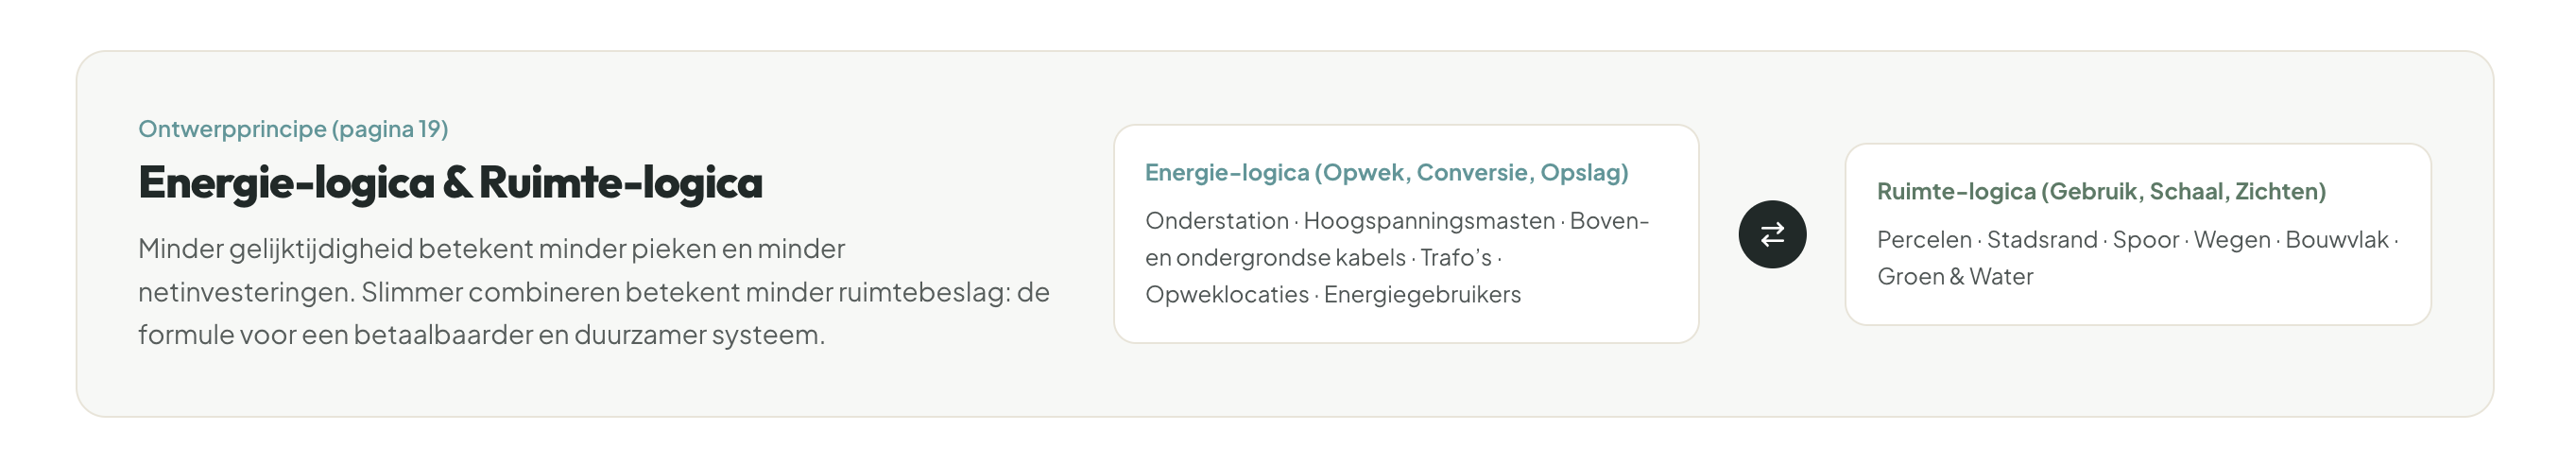 Ontwerpprincipe (pagina 19)
Energie-logica & Ruimte-logica
Minder gelijktijdigheid betekent minder pieken en minder
netinvesteringen. Slimmer combineren betekent minder ruimtebeslag: de
formule voor een betaalbaarder en duurzamer systeem.
Energie-logica (Opwek, Conversie, Opslag)
Onderstation · Hoogspanningsmasten · Boven-
en ondergrondse kabels · Trafo’s ·
Opweklocaties · Energiegebruikers
Ruimte-logica (Gebruik, Schaal, Zichten)
Percelen · Stadsrand · Spoor · Wegen · Bouwvlak ·
Groen & Water